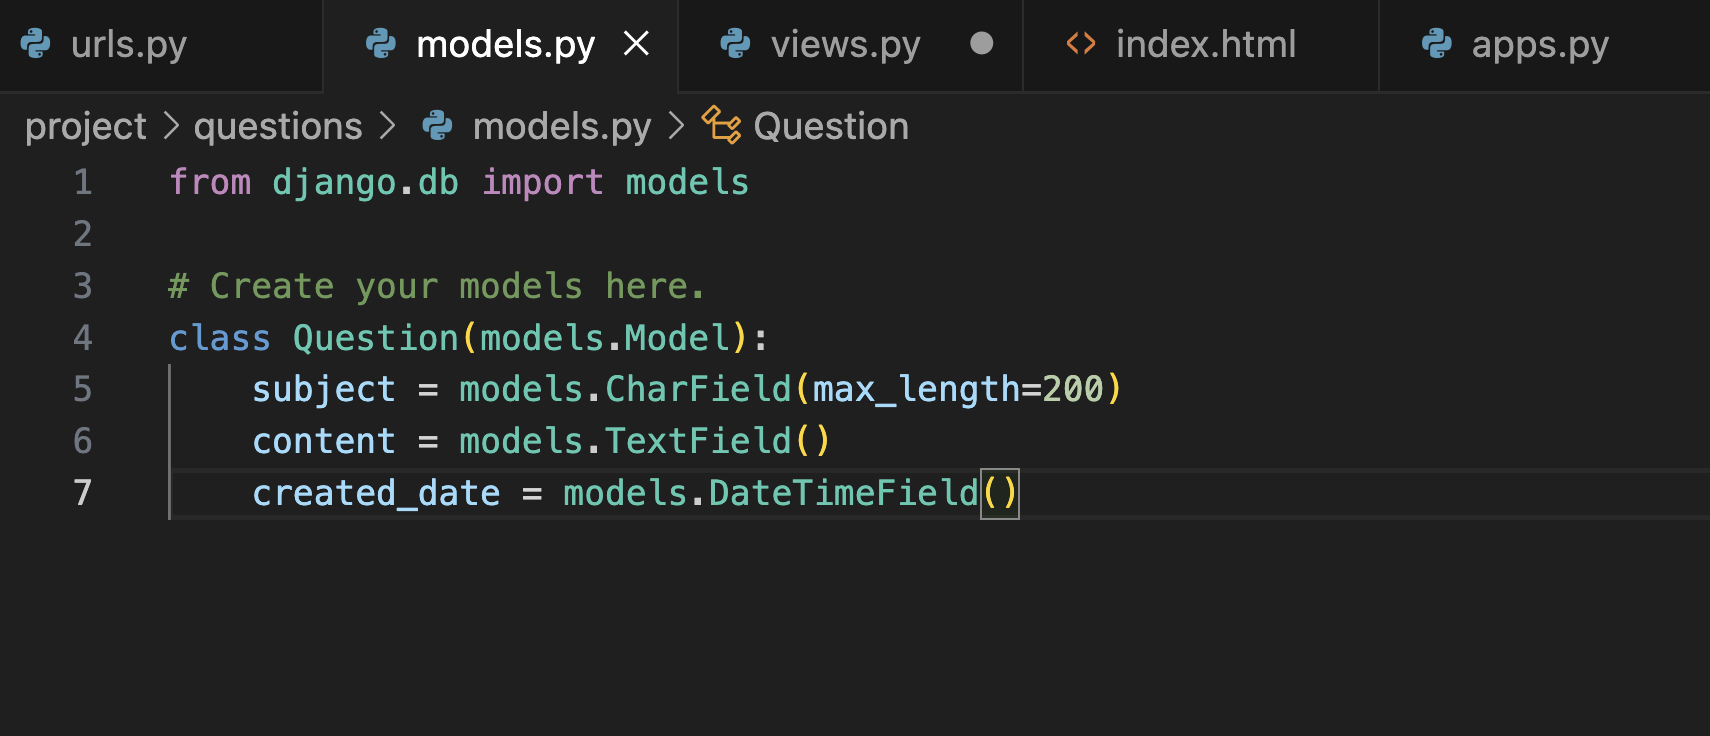 urls.py models.py views.py index.html apps.py
project > questions > models.py > Question
1 from django.db import models
2
3 # Create your models here.
4 class Question(models.Model):
5     subject = models.CharField(max_length=200)
6     content = models.TextField()
7     created_date = models.DateTimeField()